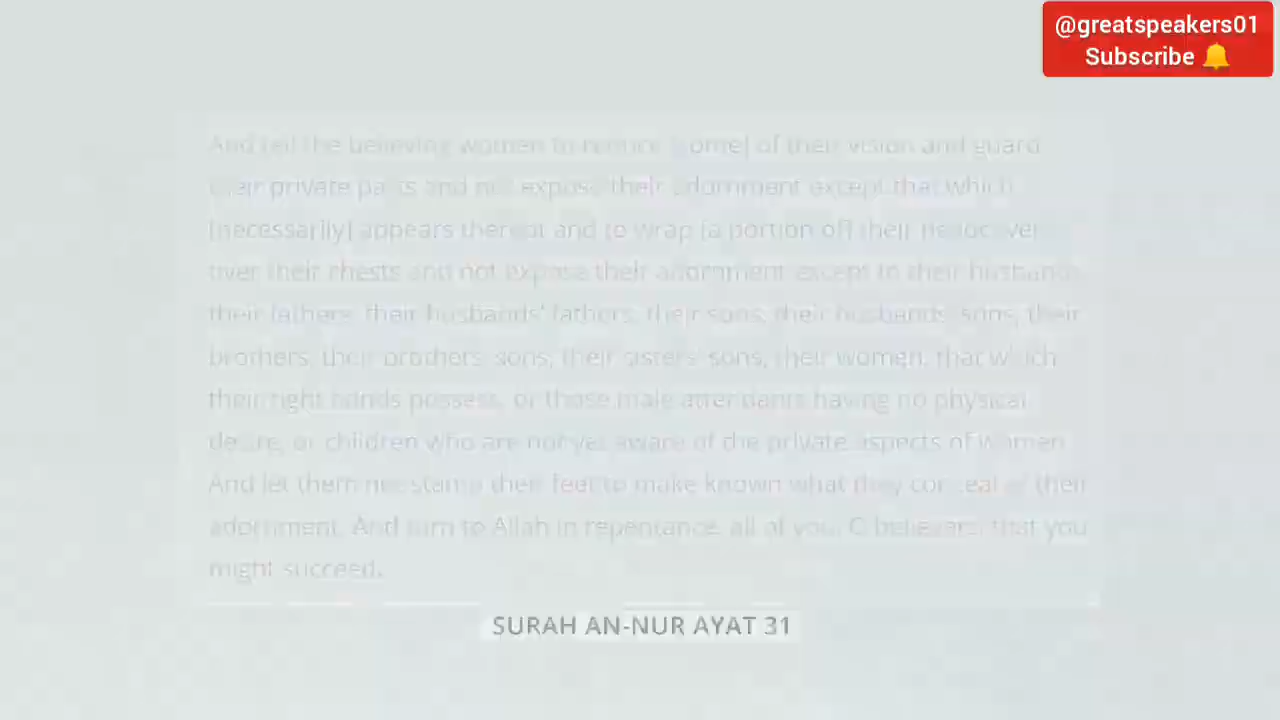 @greatspeakers01
Subscribe 🔔
And tell the believing women to reduce [some] of their vision and guard
their private parts and not expose their adornment except that which
[necessarily] appears thereof and to wrap [a portion of] their headcovers
over their chests and not expose their adornment except to their husbands,
their fathers, their husbands' fathers, their sons, their husbands' sons, their
brothers, their brothers' sons, their sisters' sons, their women, that which
their right hands possess, or those male attendants having no physical
desire, or children who are not yet aware of the private aspects of women.
And let them not stamp their feet to make known what they conceal of their
adornment. And turn to Allah in repentance, all of you, O believers, that you
might succeed.
SURAH AN-NUR AYAT 31